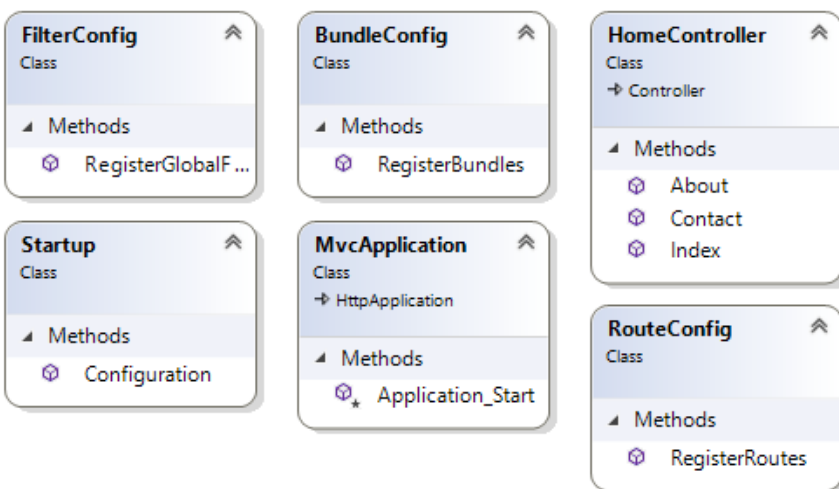 FilterConfig
Class
Methods
RegisterGlobalF...
BundleConfig
Class
Methods
RegisterBundles
HomeController
Class
Controller
Methods
About
Contact
Index
Startup
Class
Methods
Configuration
MvcApplication
Class
HttpApplication
Methods
Application_Start
RouteConfig
Class
Methods
RegisterRoutes